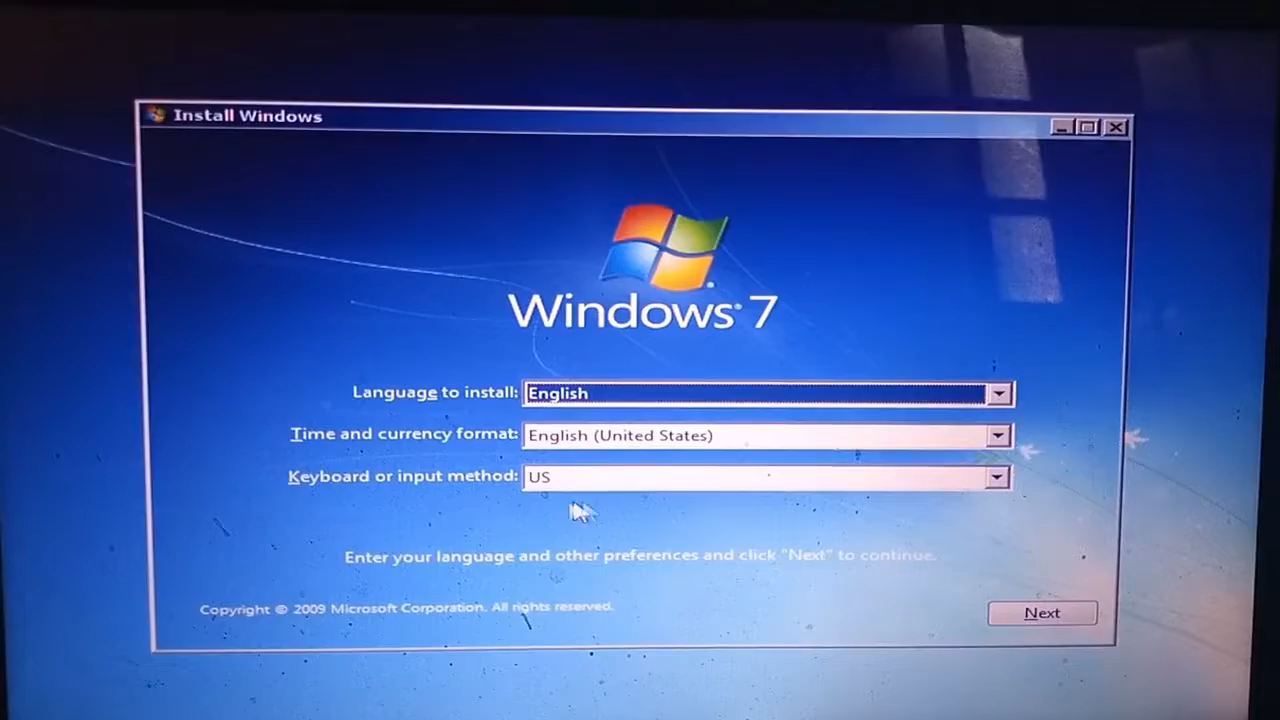 Install Windows
Windows 7
Language to install: English
Time and currency format: English (United States)
Keyboard or input method: US
Enter your language and other preferences and click "Next" to continue.
Copyright © 2009 Microsoft Corporation. All rights reserved.
Next